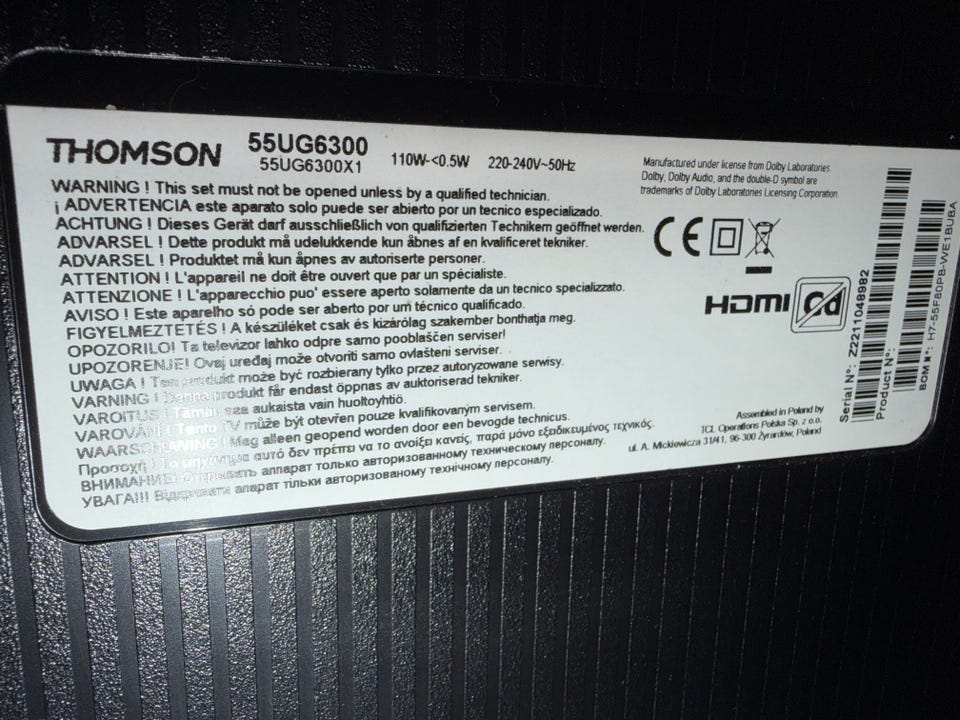 THOMSON 55UG6300
55UG6300X1 110W-<0.5W 220-240V~50Hz
WARNING ! This set must not be opened unless by a qualified technician.
¡ ADVERTENCIA este aparato solo puede ser abierto por un tecnico especializado.
ACHTUNG ! Dieses Gerät darf ausschließlich von qualifizierten Technikern geöffnet werden.
ADVARSEL ! Dette produkt må udelukkende kun åbnes af en kvalificeret tekniker.
ADVARSEL ! Produktet må kun åpnes av autoriserte personer.
ATTENTION ! L'appareil ne doit être ouvert que par un spécialiste.
ATTENZIONE ! L'apparecchio puo' essere aperto solamente da un tecnico specializzato.
AVISO ! Este aparelho só pode ser aberto por um técnico qualificado.
FIGYELMEZTETÉS ! A készüléket csak és kizárólag szakember bonthatja meg.
OPOZORILO! Ta televizor lahko odpre samo pooblaščen serviser!
UPOZORENJE! Ovaj uređaj može otvoriti samo ovlašteni serviser.
UWAGA ! Ten produkt może być rozbierany tylko przez autoryzowane serwisy.
VARNING ! Denna produkt får endast öppnas av auktoriserad tekniker.
VAROITUS ! Tämän saa aukaista vain huoltoyhtiö.
VAROVÁNÍ ! Tento TV může být otevřen pouze kvalifikovaným servisem.
WAARSCHUWING ! Mag alleen geopend worden door een bevoegd technicus.
Προσοχή ! Το μηχάνημα αυτό δεν πρέπει να το ανοίξει κανείς, παρά μόνο εξειδικευμένος τεχνικός.
ВНИМАНИЕ! Открывать аппарат только авторизованному техническому персоналу.
УВАГА!!! Відкривати апарат тільки авторизованому технічному персоналу.
Manufactured under license from Dolby Laboratories.
Dolby, Dolby Audio, and the double-D symbol are
trademarks of Dolby Laboratories Licensing Corporation.
CE
HDMI Cd
Assembled in Poland by
TCL Operations Polska Sp. z o.o.
ul. A. Mickiewicza 31/41, 96-300 Żyrardów, Poland
Serial N°: Z2211048982
Product N°:
BOM N°: H7-55F80PB-WE1BUBA